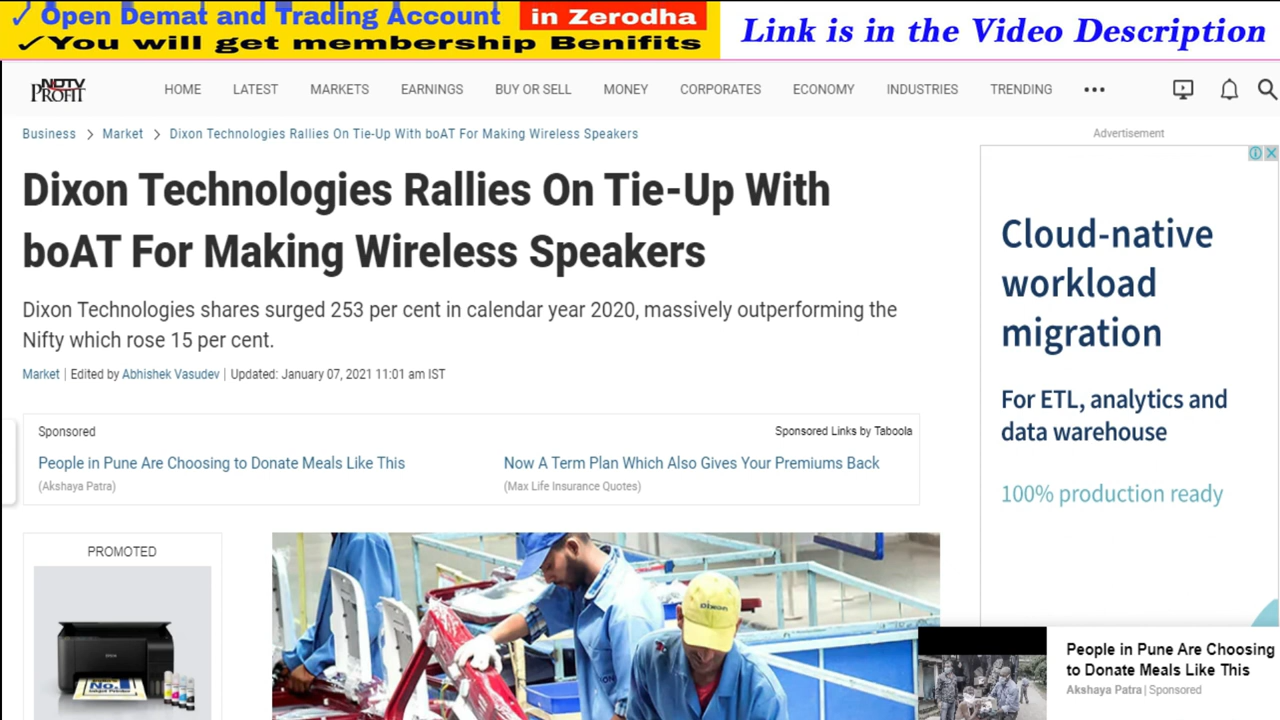 ✓ Open Demat and Trading Account in Zerodha
✓You will get membership Benifits
Link is in the Video Description
NDTV
PROFIT
HOME LATEST MARKETS EARNINGS BUY OR SELL MONEY CORPORATES ECONOMY INDUSTRIES TRENDING •••
Business > Market > Dixon Technologies Rallies On Tie-Up With boAT For Making Wireless Speakers
Advertisement
Dixon Technologies Rallies On Tie-Up With
boAT For Making Wireless Speakers
Dixon Technologies shares surged 253 per cent in calendar year 2020, massively outperforming the
Nifty which rose 15 per cent.
Market | Edited by Abhishek Vasudev | Updated: January 07, 2021 11:01 am IST
Sponsored
Sponsored Links by Taboola
People in Pune Are Choosing to Donate Meals Like This
(Akshaya Patra)
Now A Term Plan Which Also Gives Your Premiums Back
(Max Life Insurance Quotes)
PROMOTED
EPSON
No.1
Inkjet Printer
Dixon
Cloud-native
workload
migration
For ETL, analytics and
data warehouse
100% production ready
People in Pune Are Choosing
to Donate Meals Like This
Akshaya Patra | Sponsored